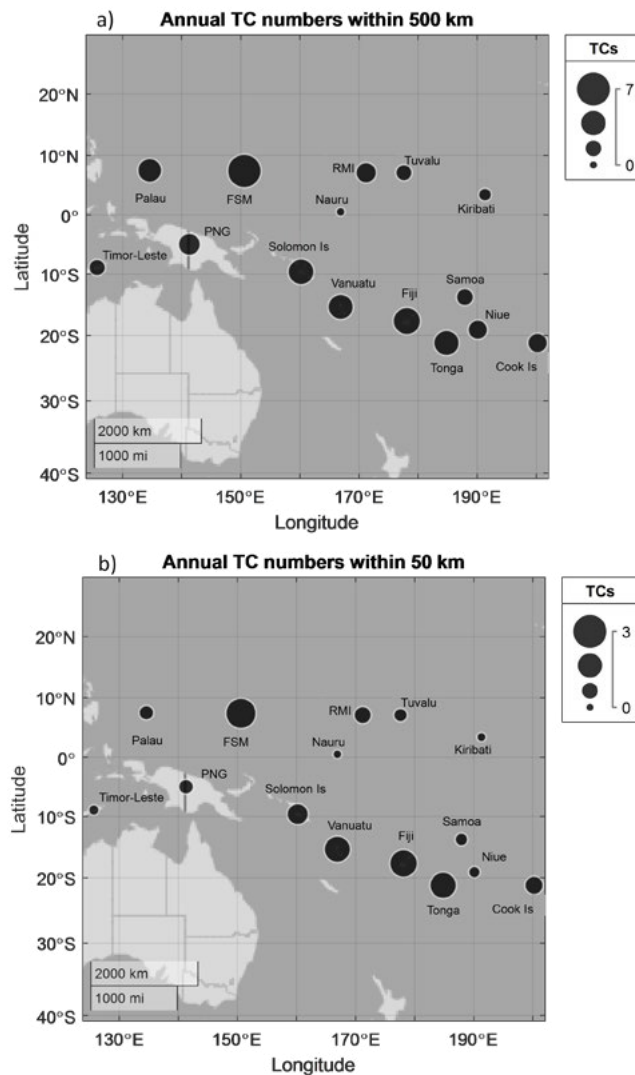 a) Annual TC numbers within 500 km
TCs
7
0
20°N
10°N
0°
10°S
20°S
30°S
40°S
Latitude
Palau
FSM
RMI
Tuvalu
Nauru
Kiribati
PNG
Timor-Leste
Solomon Is
Vanuatu
Fiji
Samoa
Niue
Tonga
Cook Is
2000 km
1000 mi
130°E 150°E 170°E 190°E
Longitude
b) Annual TC numbers within 50 km
TCs
3
0
20°N
10°N
0°
10°S
20°S
30°S
40°S
Latitude
Palau
FSM
RMI
Tuvalu
Nauru
Kiribati
PNG
Timor-Leste
Solomon Is
Vanuatu
Fiji
Samoa
Niue
Tonga
Cook Is
2000 km
1000 mi
130°E 150°E 170°E 190°E
Longitude